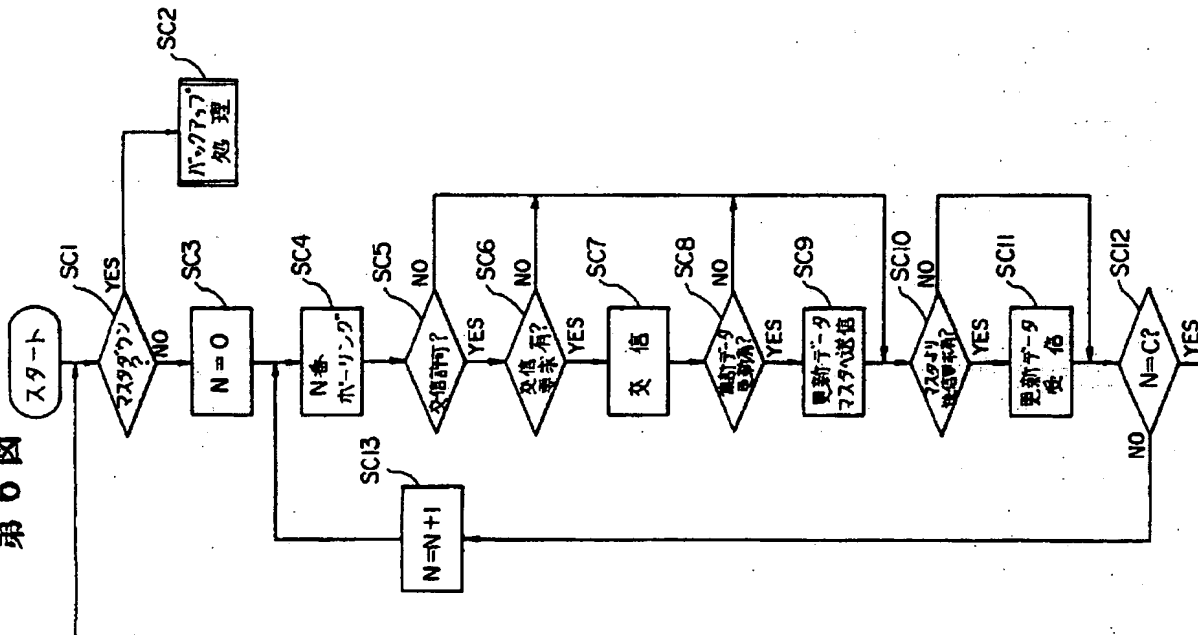 スタート
SC1
マスタダウン
?
YES
NO
SC2
バックアップ
処理
SC3
N=0
SC4
N番
ポーリング
SC5
交信許可?
NO
YES
SC6
交信
要求有?
NO
YES
SC7
交信
SC8
集計データ
更新有?
NO
YES
SC9
更新データ
マスタへ送信
SC10
マスタより
送信要求有?
NO
YES
SC11
更新データ
受信
SC12
N=C?
NO
YES
SC13
N=N+1